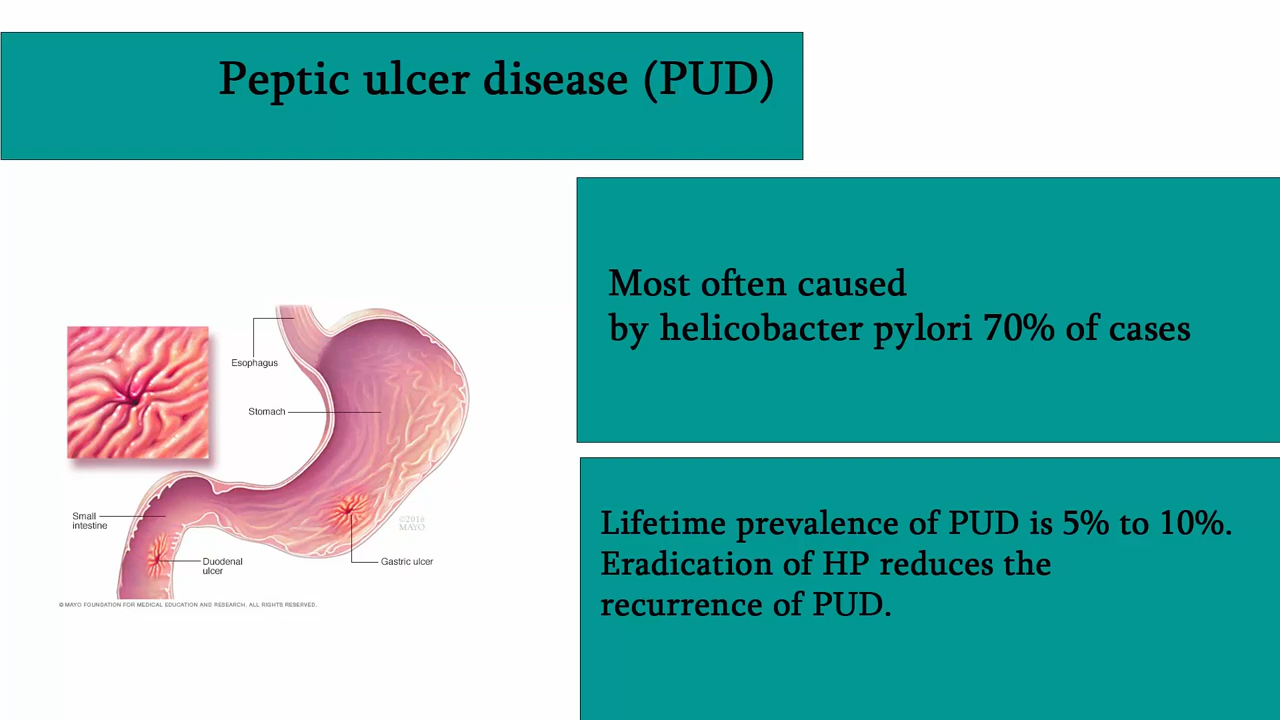 Peptic ulcer disease (PUD)
Most often caused
by helicobacter pylori 70% of cases
Esophagus
Stomach
Small
intestine
Duodenal
ulcer
Gastric ulcer
©2016
MAYO
© MAYO FOUNDATION FOR MEDICAL EDUCATION AND RESEARCH. ALL RIGHTS RESERVED.
Lifetime prevalence of PUD is 5% to 10%.
Eradication of HP reduces the
recurrence of PUD.